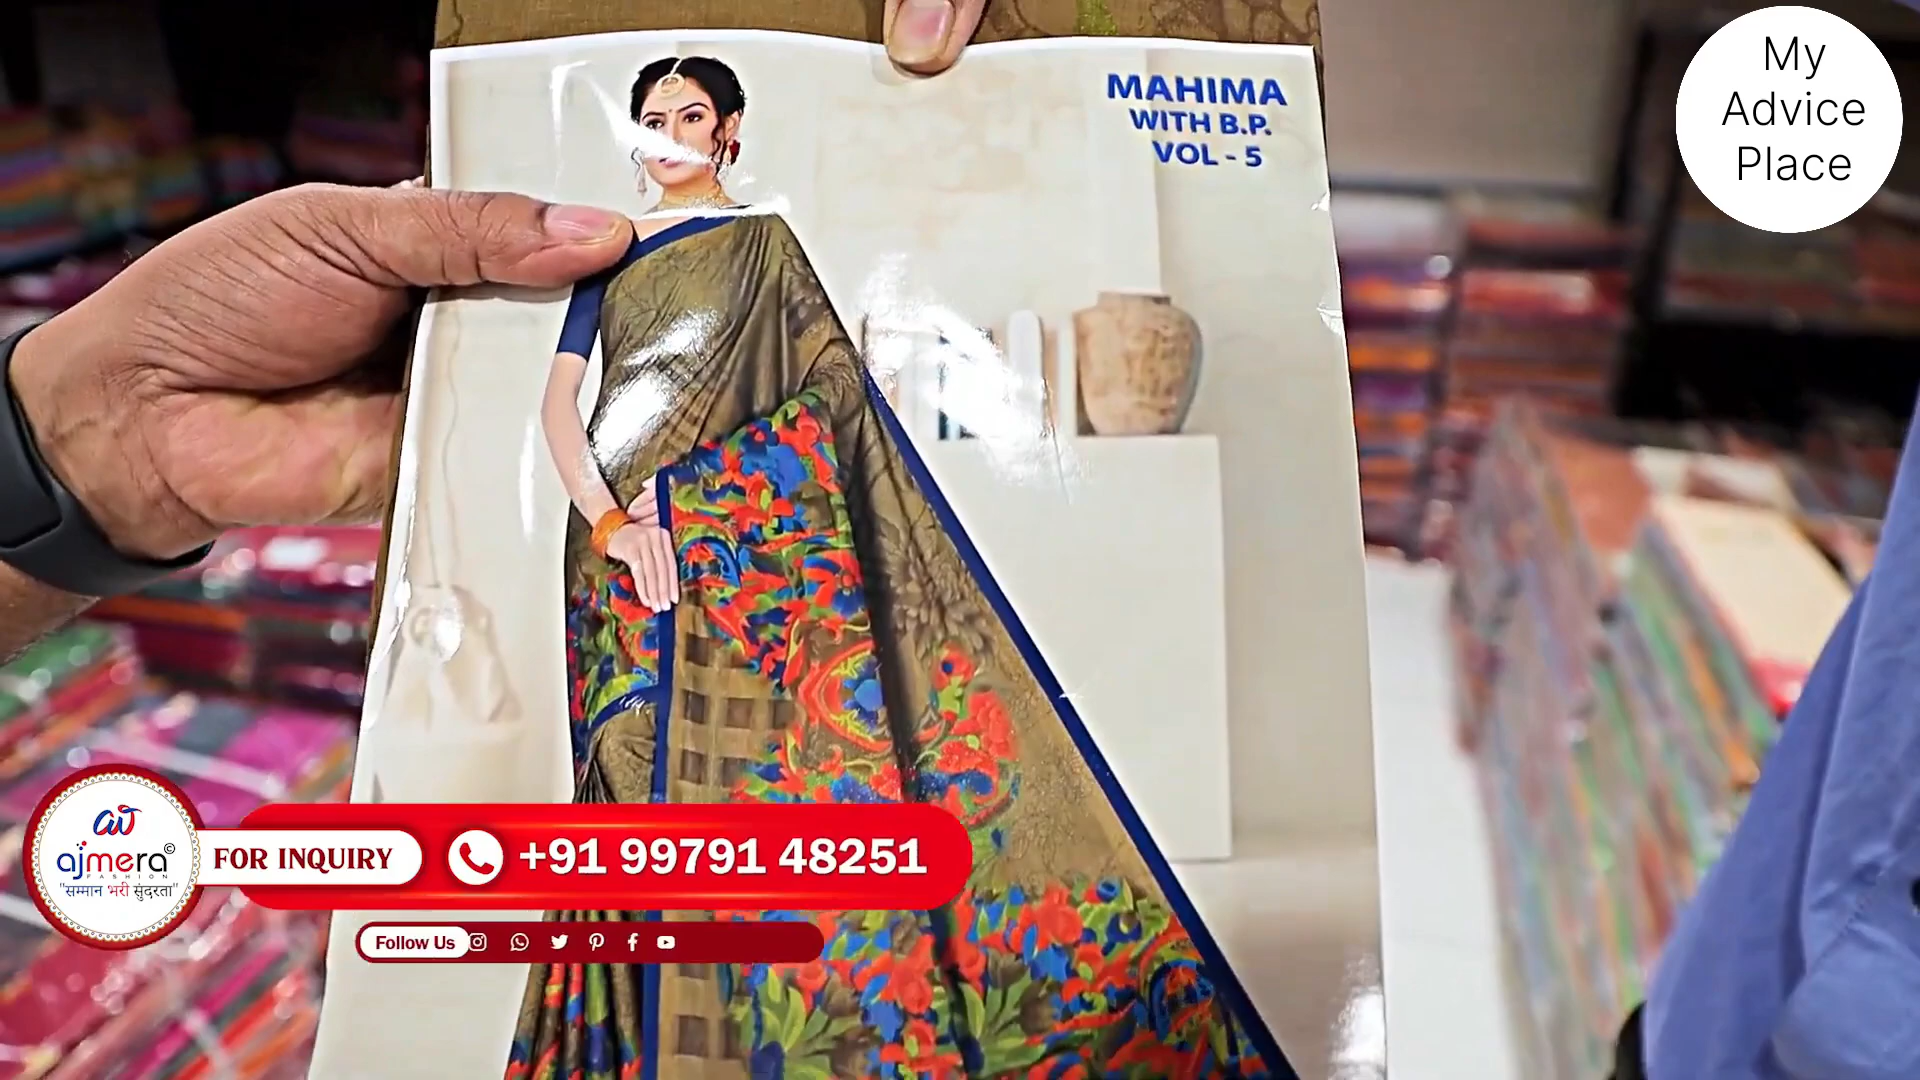 My
Advice
Place
MAHIMA
WITH B.P.
VOL - 5
aw
ajmera©
FASHION
"सम्मान भरी सुंदरता"
FOR INQUIRY
+91 99791 48251
Follow Us